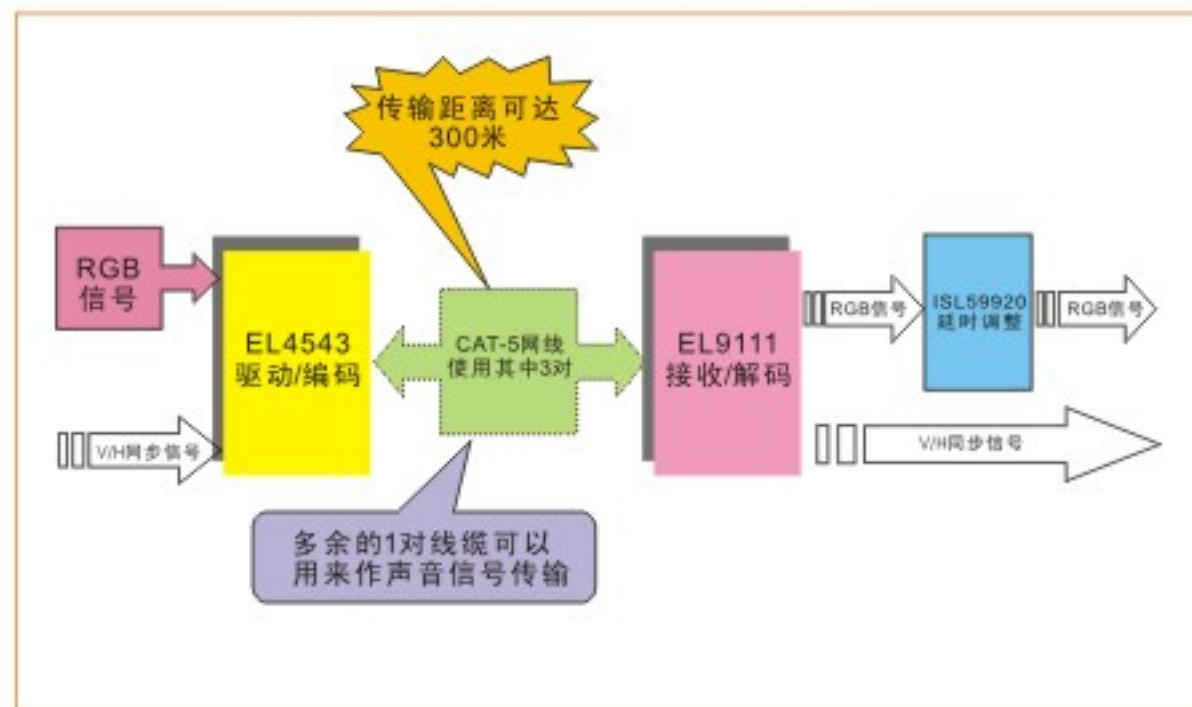 传输距离可达
300米
RGB
信号
EL4543
驱动/编码
CAT-5网线
使用其中3对
EL9111
接收/解码
RGB信号
ISL59920
延时调整
RGB信号
V/H同步信号
V/H同步信号
多余的1对线缆可以
用来作声音信号传输